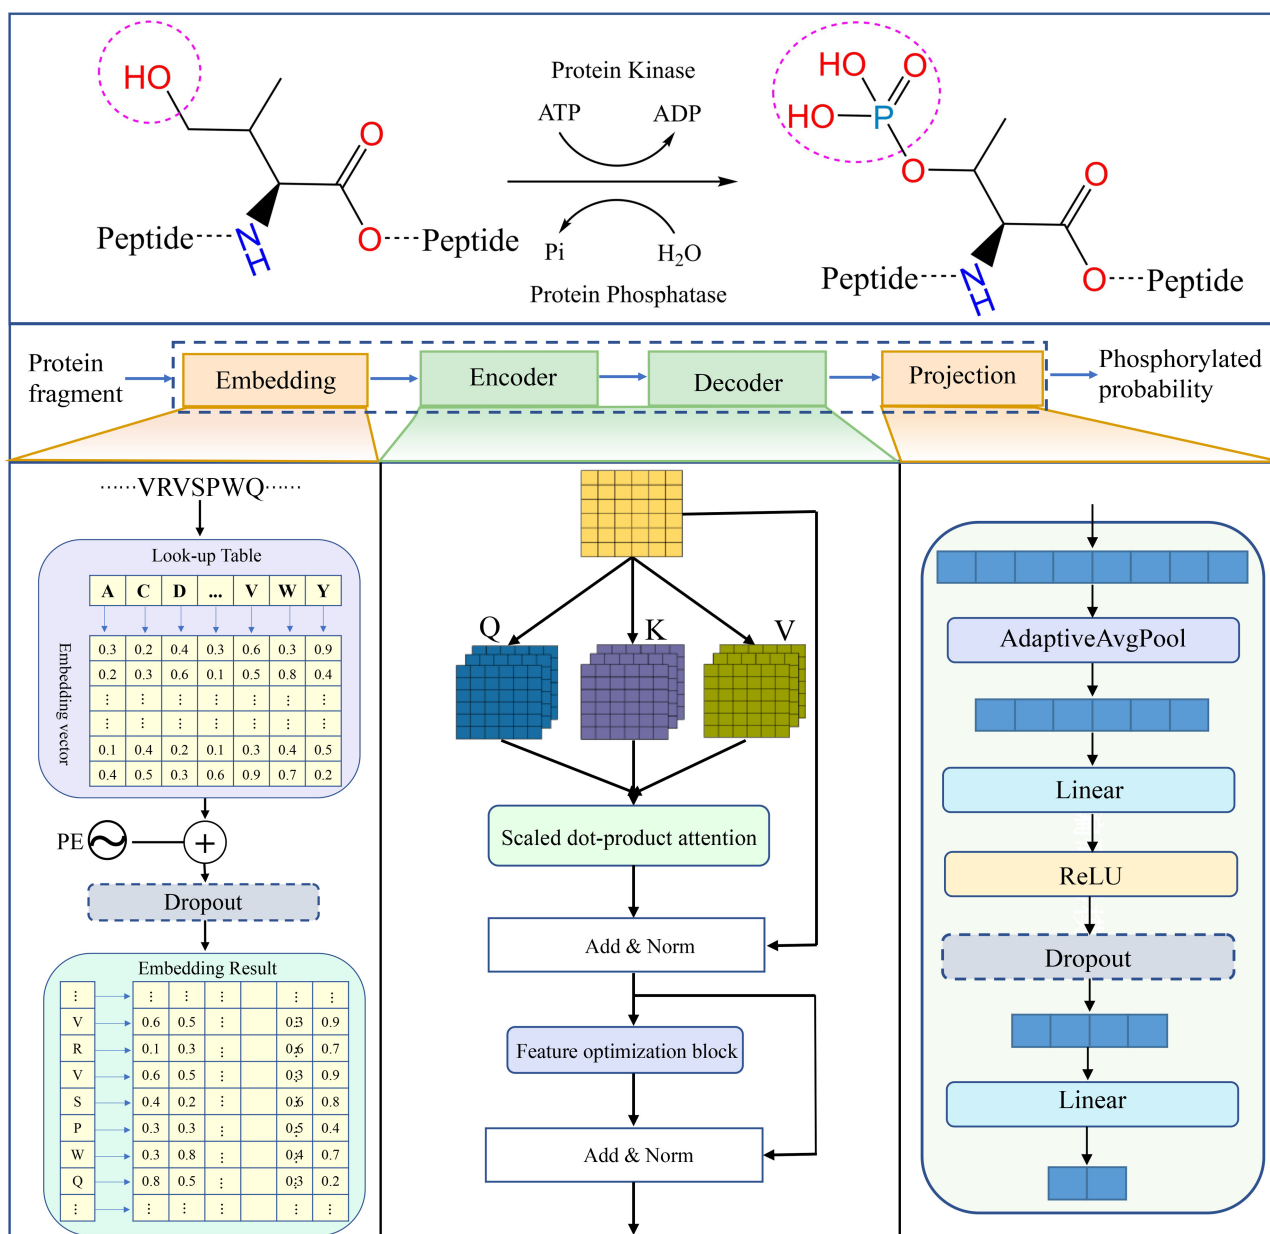 HO
O
Peptide
NH
O
Peptide
Protein Kinase
ATP
ADP
Pi
H₂O
Protein Phosphatase
HO
O
HO
P
O
O
Peptide
NH
O
Peptide
Protein
fragment
Embedding
Encoder
Decoder
Projection
Phosphorylated
probability
······VRVSPWQ······
Look-up Table
A C D ... V W Y
Embedding vector
0.3 0.2 0.4 0.3 0.6 0.3 0.9
0.2 0.3 0.6 0.1 0.5 0.8 0.4
⋮ ⋮ ⋮ ⋮ ⋮ ⋮ ⋮
⋮ ⋮ ⋮ ⋮ ⋮ ⋮ ⋮
0.1 0.4 0.2 0.1 0.3 0.4 0.5
0.4 0.5 0.3 0.6 0.9 0.7 0.2
PE
+
Dropout
Embedding Result
⋮ ⋮ ⋮ ⋮ ⋮ ⋮
V 0.6 0.5 ⋮ 0.3 0.9
R 0.1 0.3 ⋮ 0.6 0.7
V 0.6 0.5 ⋮ 0.3 0.9
S 0.4 0.2 ⋮ 0.6 0.8
P 0.3 0.3 ⋮ 0.5 0.4
W 0.3 0.8 ⋮ 0.4 0.7
Q 0.8 0.5 ⋮ 0.3 0.2
⋮ ⋮ ⋮ ⋮ ⋮ ⋮
Q
K
V
Scaled dot-product attention
Add & Norm
Feature optimization block
Add & Norm
AdaptiveAvgPool
Linear
ReLU
Dropout
Linear